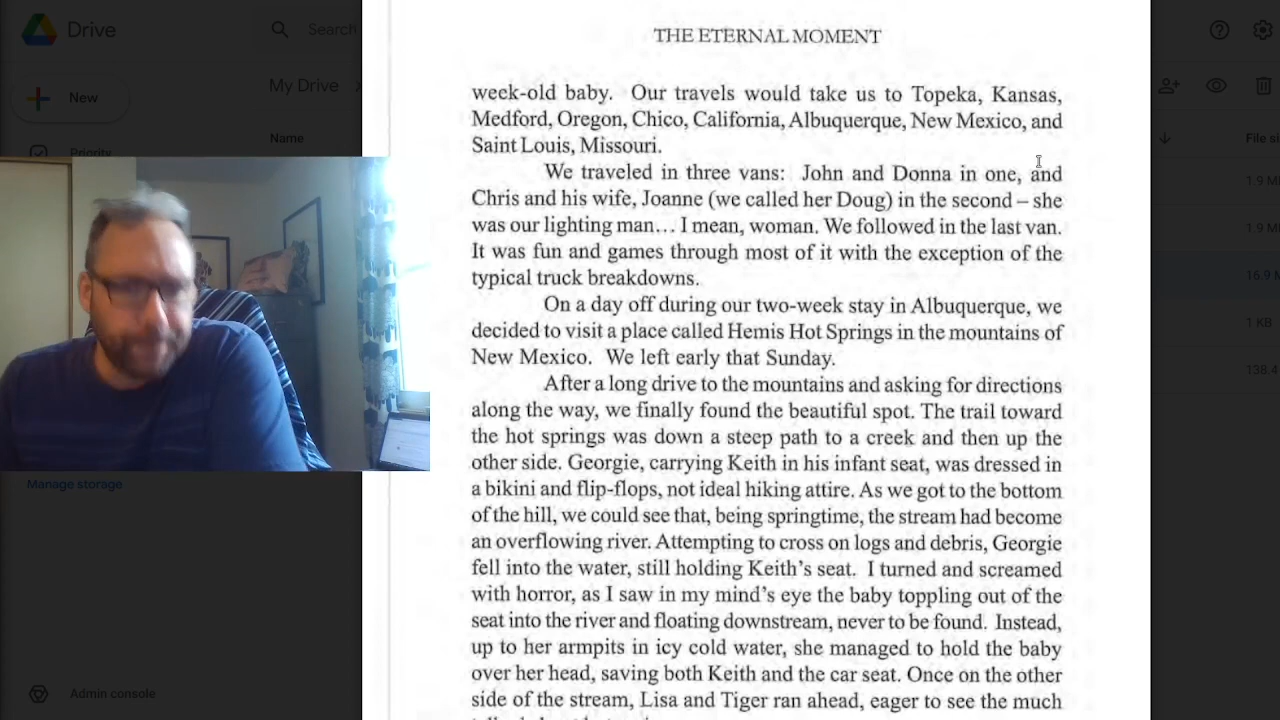 Drive
Search
New
My Drive
Name
Priority
Manage storage
Admin console
File si
1.9 M
1.9 M
16.9 M
1 KB
138.4
THE ETERNAL MOMENT
week-old baby. Our travels would take us to Topeka, Kansas,
Medford, Oregon, Chico, California, Albuquerque, New Mexico, and
Saint Louis, Missouri.
We traveled in three vans: John and Donna in one, and
Chris and his wife, Joanne (we called her Doug) in the second – she
was our lighting man… I mean, woman. We followed in the last van.
It was fun and games through most of it with the exception of the
typical truck breakdowns.
On a day off during our two-week stay in Albuquerque, we
decided to visit a place called Hemis Hot Springs in the mountains of
New Mexico. We left early that Sunday.
After a long drive to the mountains and asking for directions
along the way, we finally found the beautiful spot. The trail toward
the hot springs was down a steep path to a creek and then up the
other side. Georgie, carrying Keith in his infant seat, was dressed in
a bikini and flip-flops, not ideal hiking attire. As we got to the bottom
of the hill, we could see that, being springtime, the stream had become
an overflowing river. Attempting to cross on logs and debris, Georgie
fell into the water, still holding Keith's seat. I turned and screamed
with horror, as I saw in my mind's eye the baby toppling out of the
seat into the river and floating downstream, never to be found. Instead,
up to her armpits in icy cold water, she managed to hold the baby
over her head, saving both Keith and the car seat. Once on the other
side of the stream, Lisa and Tiger ran ahead, eager to see the much